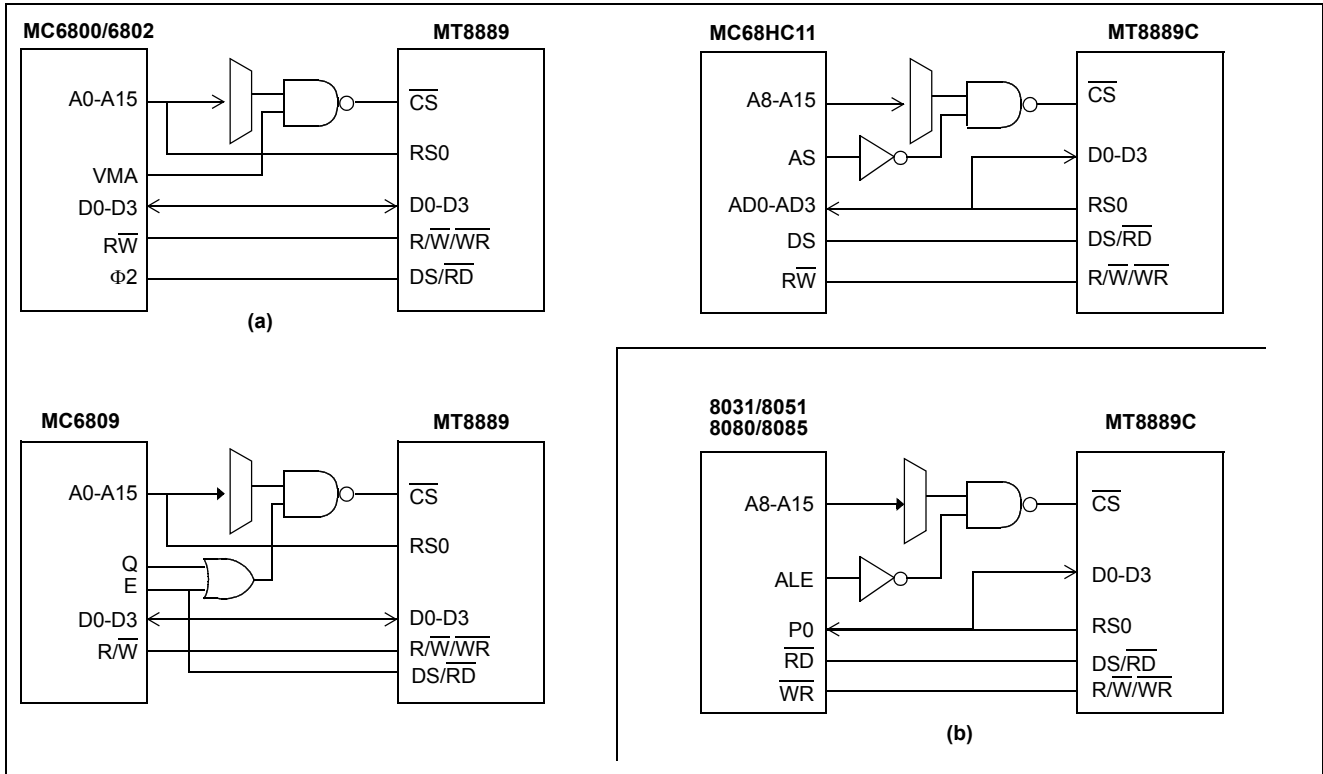 MC6800/6802
MT8889
A0-A15
CS
RS0
VMA
D0-D3
D0-D3
RW
R/W/WR
Φ2
DS/RD
(a)
MC68HC11
MT8889C
A8-A15
CS
AS
D0-D3
AD0-AD3
RS0
DS
DS/RD
RW
R/W/WR
MC6809
MT8889
A0-A15
CS
RS0
Q
E
D0-D3
D0-D3
R/W
R/W/WR
DS/RD
8031/8051
8080/8085
MT8889C
A8-A15
CS
ALE
D0-D3
P0
RS0
RD
DS/RD
WR
R/W/WR
(b)